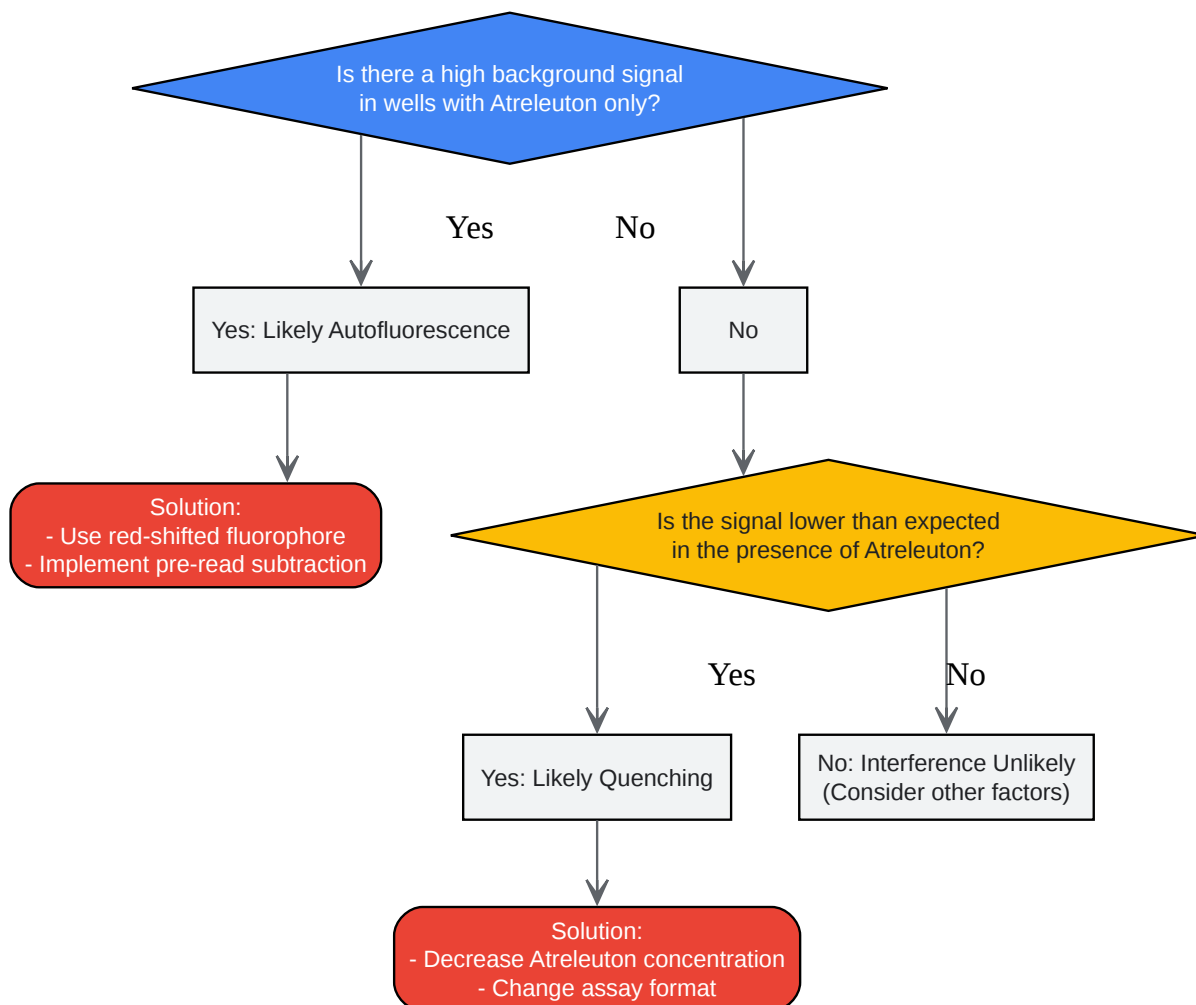 Is there a high background signal
in wells with Atreleuton only?
Yes
No
Yes: Likely Autofluorescence
No
Solution:
- Use red-shifted fluorophore
- Implement pre-read subtraction
Is the signal lower than expected
in the presence of Atreleuton?
Yes
No
Yes: Likely Quenching
No: Interference Unlikely
(Consider other factors)
Solution:
- Decrease Atreleuton concentration
- Change assay format